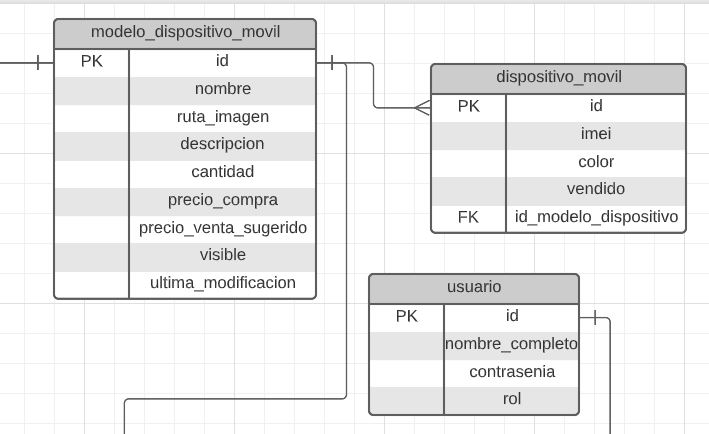 modelo_dispositivo_movil
PK id
nombre
ruta_imagen
descripcion
cantidad
precio_compra
precio_venta_sugerido
visible
ultima_modificacion
dispositivo_movil
PK id
imei
color
vendido
FK id_modelo_dispositivo
usuario
PK id
nombre_completo
contrasenia
rol